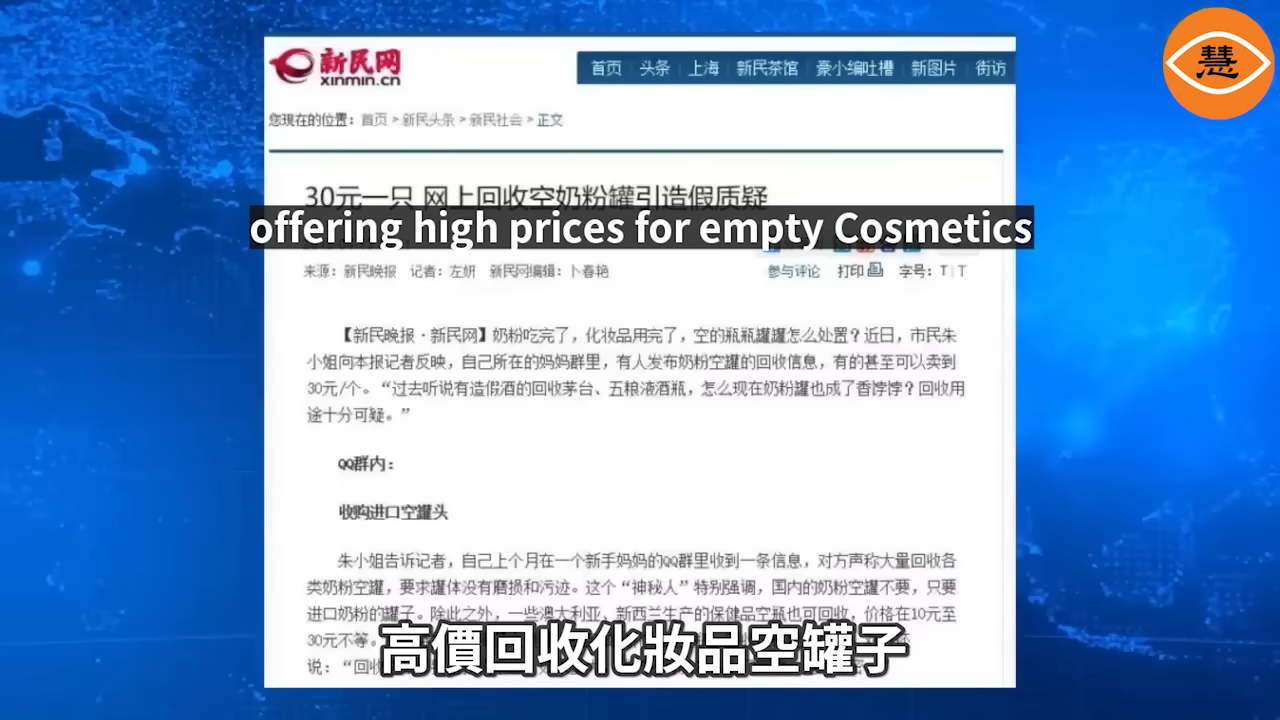 新民网
xinmin.cn
首页 头条 上海 新民茶馆 豪小编吐槽 新图片 街访
慧
您现在的位置：首页 > 新民头条 > 新民社会 > 正文
30元一只 网上回收空奶粉罐引造假质疑
offering high prices for empty Cosmetics
来源：新民晚报 记者：左妍 新民网编辑：卜春艳 参与评论 打印 字号：T | T
【新民晚报·新民网】奶粉吃完了，化妆品用完了，空的瓶瓶罐罐怎么处置？近日，市民朱
小姐向本报记者反映，自己所在的妈妈群里，有人发布奶粉空罐的回收信息，有的甚至可以卖到
30元/个。“过去听说有造假酒的回收茅台、五粮液酒瓶，怎么现在奶粉罐也成了香饽饽？回收用
途十分可疑。”
QQ群内：
收购进口空罐头
朱小姐告诉记者，自己上个月在一个新手妈妈的QQ群里收到一条信息，对方声称大量回收各
类奶粉空罐，要求罐体没有磨损和污迹。这个“神秘人”特别强调，国内的奶粉空罐不要，只要
进口奶粉的罐子。除此之外，一些澳大利亚、新西兰生产的保健品空瓶也可回收，价格在10元至
30元不等。
高價回收化妝品空罐子
说：“回收